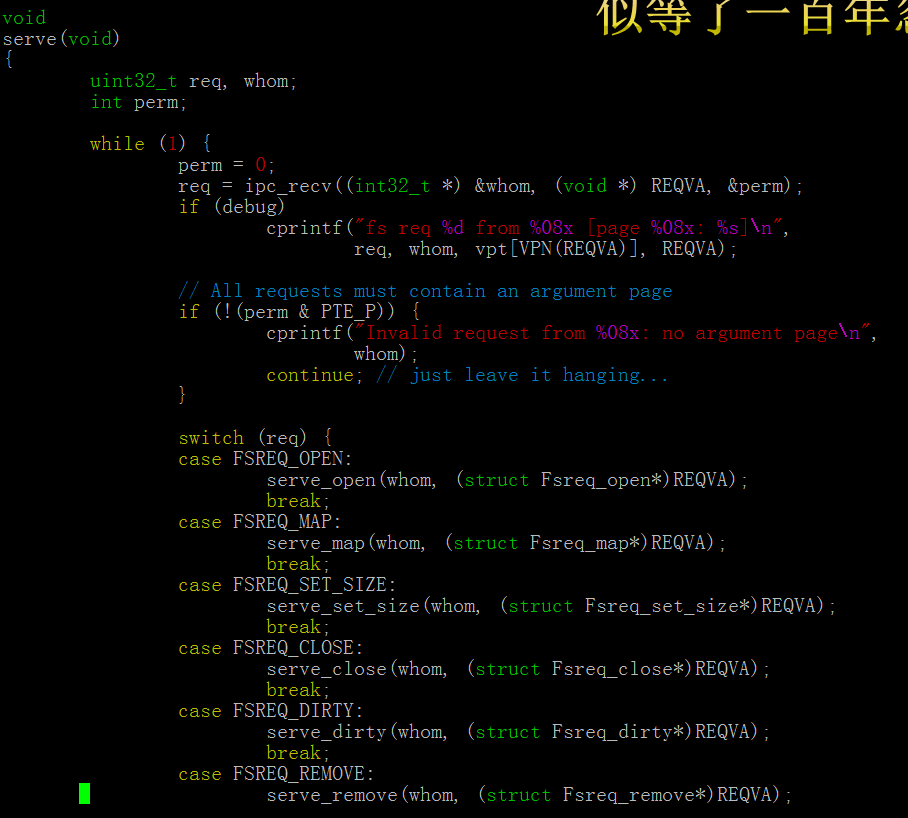 似等了一百年忽
void
serve(void)
{
        uint32_t req, whom;
        int perm;

        while (1) {
                perm = 0;
                req = ipc_recv((int32_t *) &whom, (void *) REQVA, &perm);
                if (debug)
                        cprintf("fs req %d from %08x [page %08x: %s]\n",
                                req, whom, vpt[VPN(REQVA)], REQVA);

                // All requests must contain an argument page
                if (!(perm & PTE_P)) {
                        cprintf("Invalid request from %08x: no argument page\n",
                                whom);
                        continue; // just leave it hanging...
                }

                switch (req) {
                case FSREQ_OPEN:
                        serve_open(whom, (struct Fsreq_open*)REQVA);
                        break;
                case FSREQ_MAP:
                        serve_map(whom, (struct Fsreq_map*)REQVA);
                        break;
                case FSREQ_SET_SIZE:
                        serve_set_size(whom, (struct Fsreq_set_size*)REQVA);
                        break;
                case FSREQ_CLOSE:
                        serve_close(whom, (struct Fsreq_close*)REQVA);
                        break;
                case FSREQ_DIRTY:
                        serve_dirty(whom, (struct Fsreq_dirty*)REQVA);
                        break;
                case FSREQ_REMOVE:
                        serve_remove(whom, (struct Fsreq_remove*)REQVA);